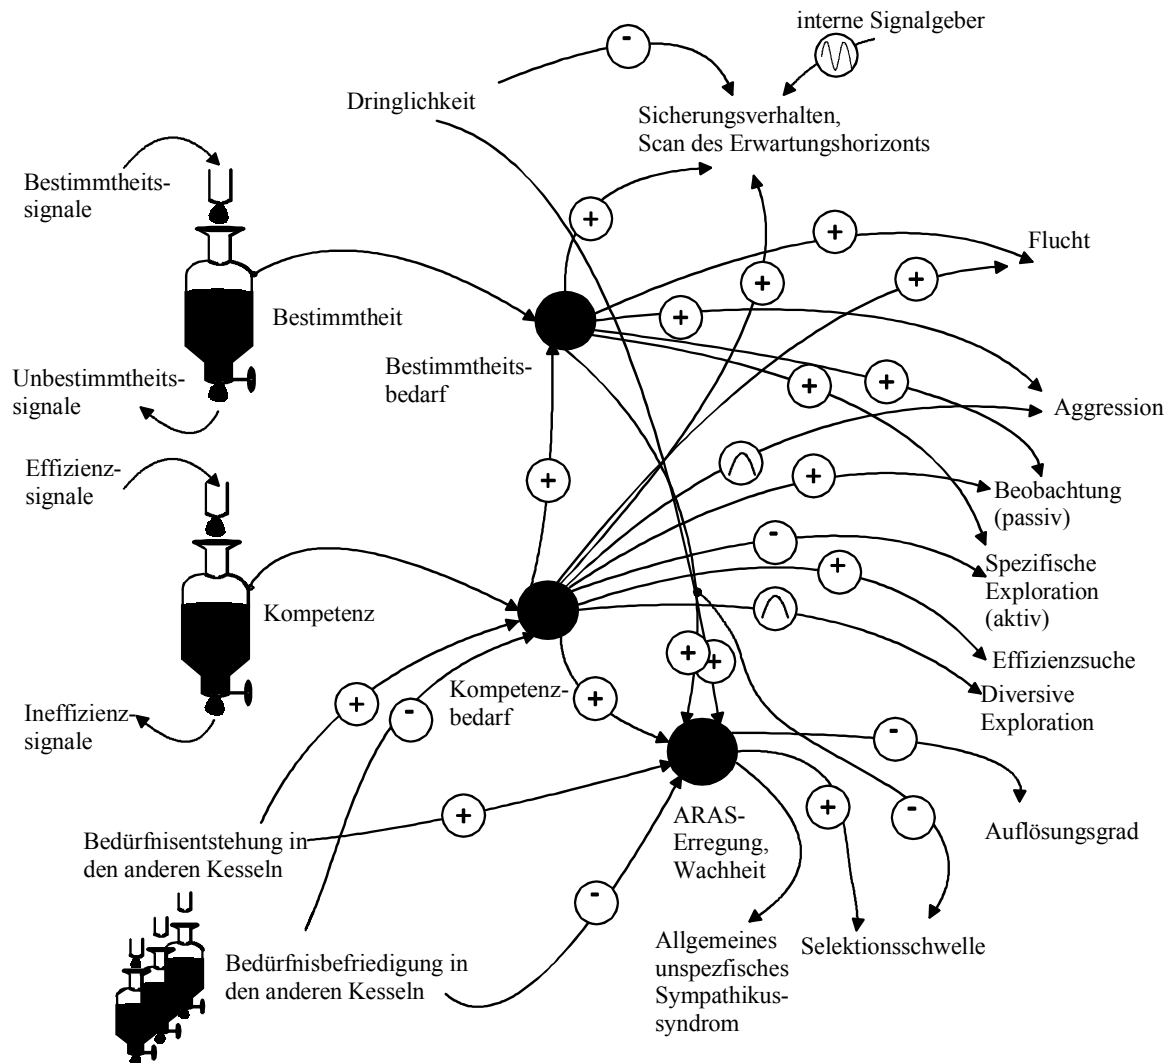 interne Signalgeber
Dringlichkeit
Sicherungsverhalten,
Scan des Erwartungshorizonts
Bestimmtheits-
signale
Flucht
Bestimmtheit
Unbestimmtheits-
signale
Bestimmtheits-
bedarf
Aggression
Effizienz-
signale
Beobachtung
(passiv)
Spezifische
Exploration
(aktiv)
Kompetenz
Effizienzsuche
Kompetenz-
bedarf
Diversive
Exploration
Ineffizienz-
signale
ARAS-
Erregung,
Wachheit
Auflösungsgrad
Bedürfnisentstehung in
den anderen Kesseln
Bedürfnisbefriedigung in
den anderen Kesseln
Allgemeines
unspezfisches
Sympathikus-
syndrom
Selektionsschwelle